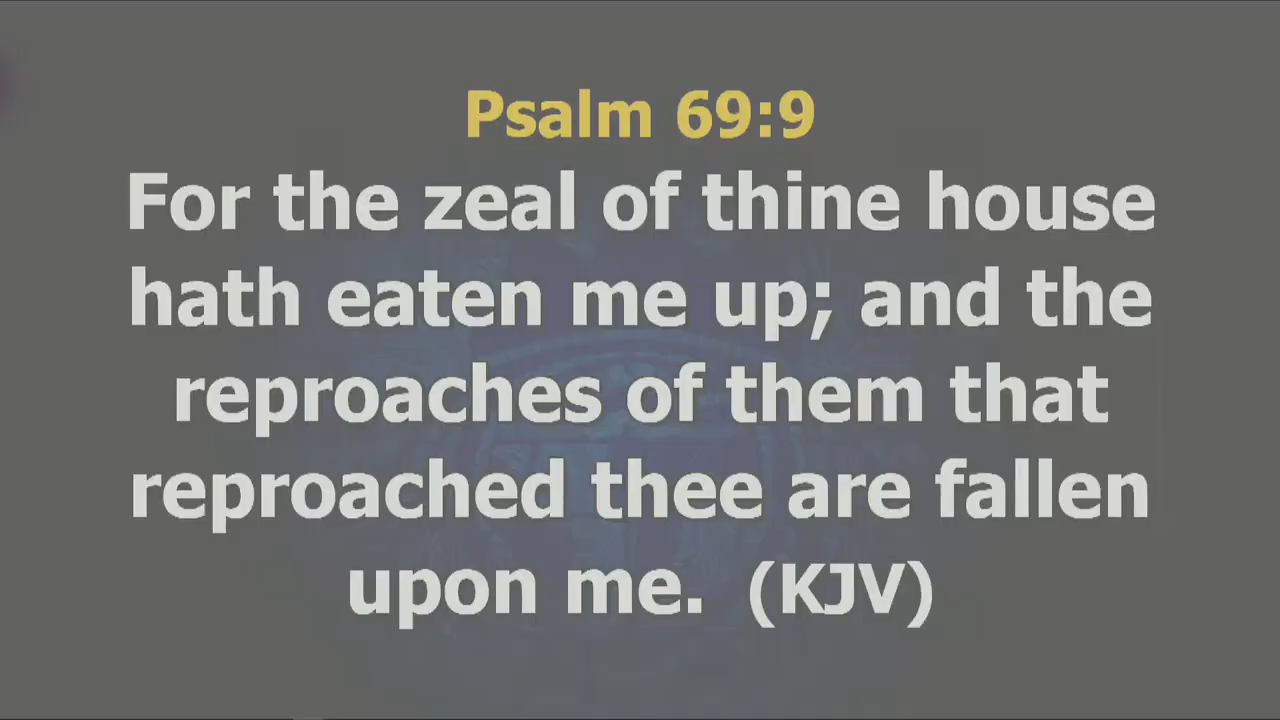 Psalm 69:9
For the zeal of thine house
hath eaten me up; and the
reproaches of them that
reproached thee are fallen
upon me.  (KJV)